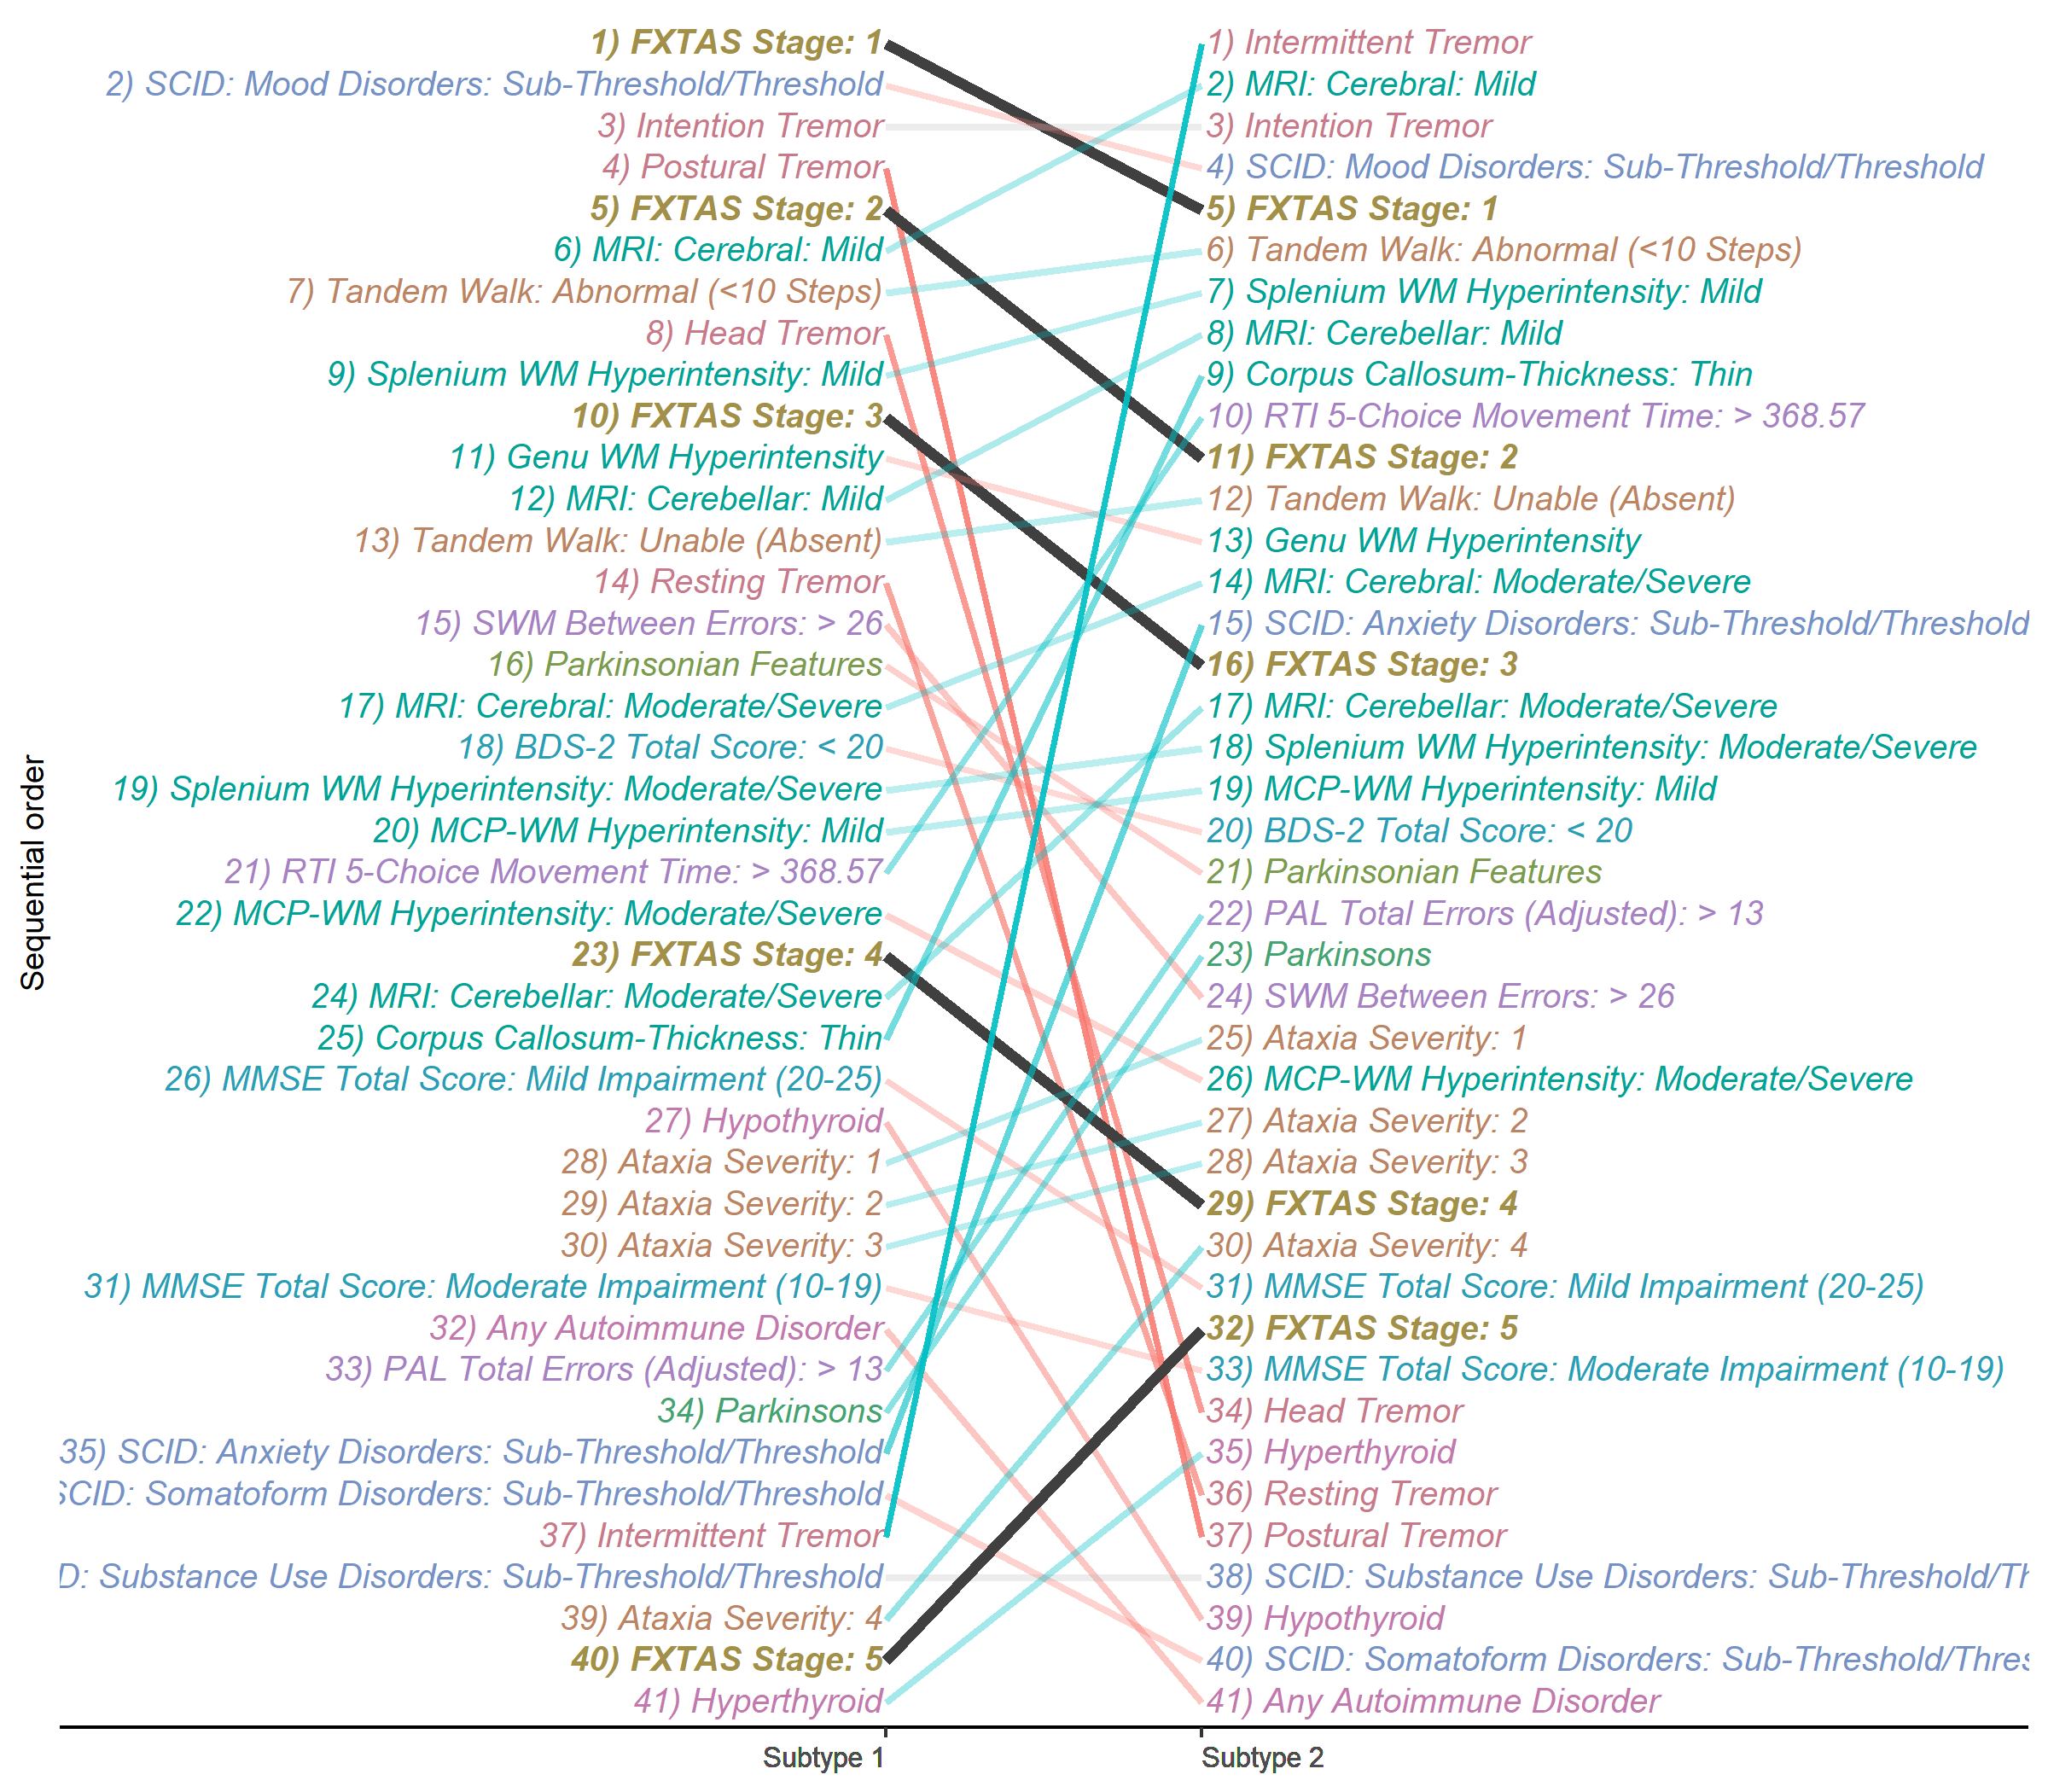 1) FXTAS Stage: 1
2) SCID: Mood Disorders: Sub-Threshold/Threshold
3) Intention Tremor
4) Postural Tremor
5) FXTAS Stage: 2
6) MRI: Cerebral: Mild
7) Tandem Walk: Abnormal (<10 Steps)
8) Head Tremor
9) Splenium WM Hyperintensity: Mild
10) FXTAS Stage: 3
11) Genu WM Hyperintensity
12) MRI: Cerebellar: Mild
13) Tandem Walk: Unable (Absent)
14) Resting Tremor
15) SWM Between Errors: > 26
16) Parkinsonian Features
17) MRI: Cerebral: Moderate/Severe
18) BDS-2 Total Score: < 20
19) Splenium WM Hyperintensity: Moderate/Severe
20) MCP-WM Hyperintensity: Mild
21) RTI 5-Choice Movement Time: > 368.57
22) MCP-WM Hyperintensity: Moderate/Severe
23) FXTAS Stage: 4
24) MRI: Cerebellar: Moderate/Severe
25) Corpus Callosum-Thickness: Thin
26) MMSE Total Score: Mild Impairment (20-25)
27) Hypothyroid
28) Ataxia Severity: 1
29) Ataxia Severity: 2
30) Ataxia Severity: 3
31) MMSE Total Score: Moderate Impairment (10-19)
32) Any Autoimmune Disorder
33) PAL Total Errors (Adjusted): > 13
34) Parkinsons
35) SCID: Anxiety Disorders: Sub-Threshold/Threshold
SCID: Somatoform Disorders: Sub-Threshold/Threshold
37) Intermittent Tremor
D: Substance Use Disorders: Sub-Threshold/Threshold
39) Ataxia Severity: 4
40) FXTAS Stage: 5
41) Hyperthyroid
1) Intermittent Tremor
2) MRI: Cerebral: Mild
3) Intention Tremor
4) SCID: Mood Disorders: Sub-Threshold/Threshold
5) FXTAS Stage: 1
6) Tandem Walk: Abnormal (<10 Steps)
7) Splenium WM Hyperintensity: Mild
8) MRI: Cerebellar: Mild
9) Corpus Callosum-Thickness: Thin
10) RTI 5-Choice Movement Time: > 368.57
11) FXTAS Stage: 2
12) Tandem Walk: Unable (Absent)
13) Genu WM Hyperintensity
14) MRI: Cerebral: Moderate/Severe
15) SCID: Anxiety Disorders: Sub-Threshold/Threshold
16) FXTAS Stage: 3
17) MRI: Cerebellar: Moderate/Severe
18) Splenium WM Hyperintensity: Moderate/Severe
19) MCP-WM Hyperintensity: Mild
20) BDS-2 Total Score: < 20
21) Parkinsonian Features
22) PAL Total Errors (Adjusted): > 13
23) Parkinsons
24) SWM Between Errors: > 26
25) Ataxia Severity: 1
26) MCP-WM Hyperintensity: Moderate/Severe
27) Ataxia Severity: 2
28) Ataxia Severity: 3
29) FXTAS Stage: 4
30) Ataxia Severity: 4
31) MMSE Total Score: Mild Impairment (20-25)
32) FXTAS Stage: 5
33) MMSE Total Score: Moderate Impairment (10-19)
34) Head Tremor
35) Hyperthyroid
36) Resting Tremor
37) Postural Tremor
38) SCID: Substance Use Disorders: Sub-Threshold/Th
39) Hypothyroid
40) SCID: Somatoform Disorders: Sub-Threshold/Thres
41) Any Autoimmune Disorder
Sequential order
Subtype 1
Subtype 2